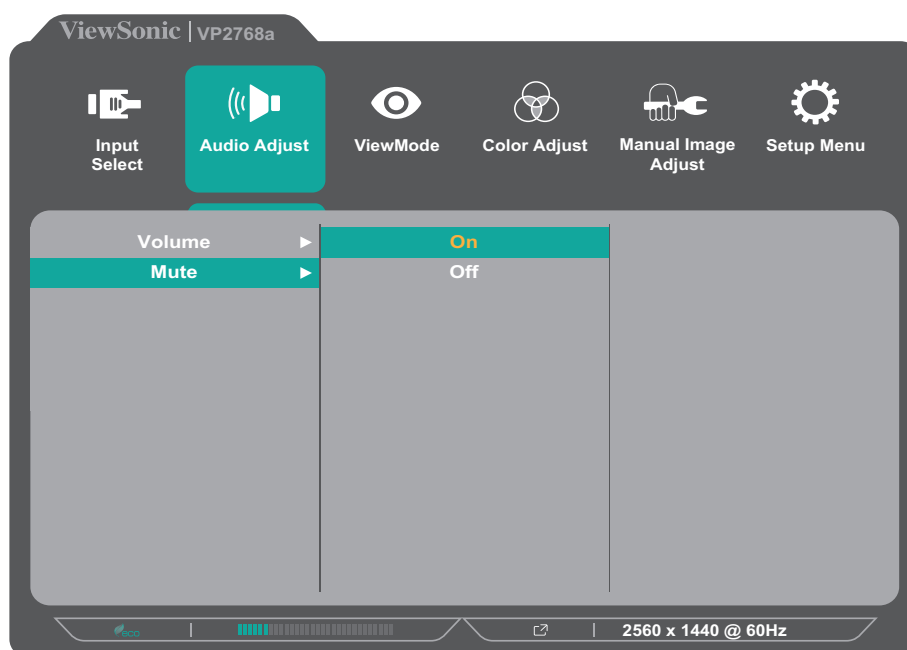 ViewSonic | VP2768a
Input Select
Audio Adjust
ViewMode
Color Adjust
Manual Image Adjust
Setup Menu
Volume
On
Mute
Off
ECO
2560 x 1440 @ 60Hz